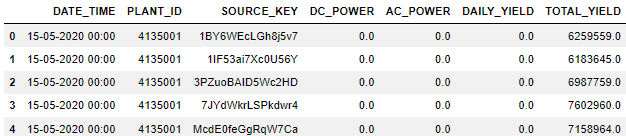 DATE_TIME PLANT_ID SOURCE_KEY DC_POWER AC_POWER DAILY_YIELD TOTAL_YIELD
0 15-05-2020 00:00 4135001 1BY6WEcLGh8j5v7 0.0 0.0 0.0 6259559.0
1 15-05-2020 00:00 4135001 1IF53ai7Xc0U56Y 0.0 0.0 0.0 6183645.0
2 15-05-2020 00:00 4135001 3PZuoBAID5Wc2HD 0.0 0.0 0.0 6987759.0
3 15-05-2020 00:00 4135001 7JYdWkrLSPkdwr4 0.0 0.0 0.0 7602960.0
4 15-05-2020 00:00 4135001 McdE0feGgRqW7Ca 0.0 0.0 0.0 7158964.0